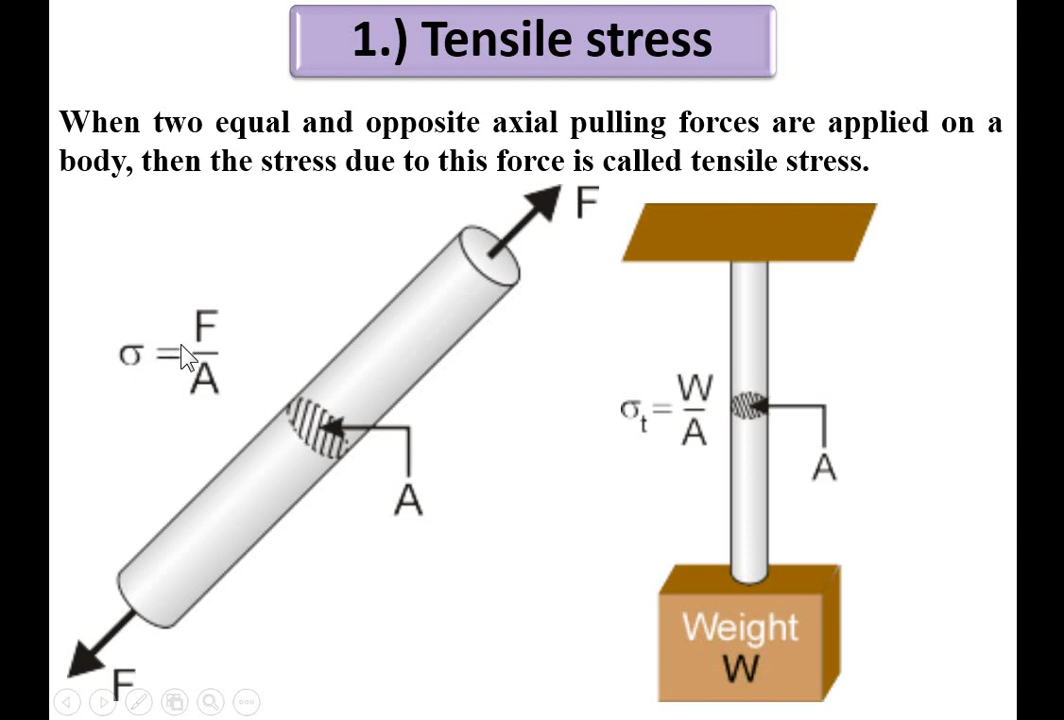 1.) Tensile stress
When two equal and opposite axial pulling forces are applied on a
body, then the stress due to this force is called tensile stress.
F
σ = F/A
A
F
σt = W/A
A
Weight
W